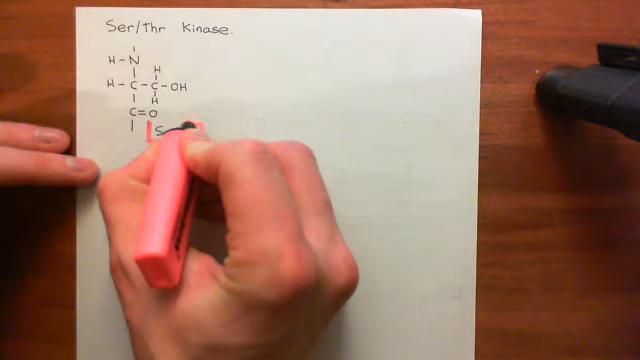 Ser/Thr Kinase.
H-N
H
H-C-C-OH
H
C=O
S